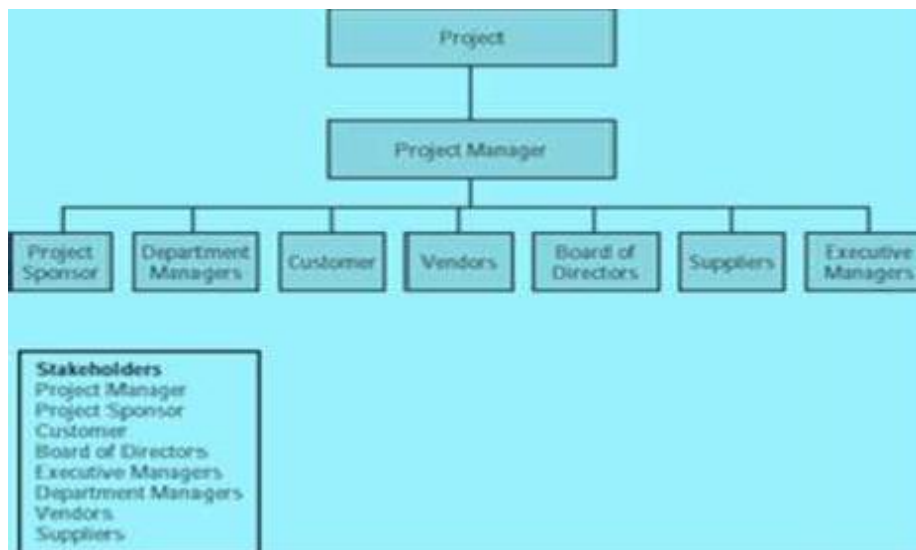 Project
Project Manager
Project
Sponsor
Department
Managers
Customer
Vendors
Board of
Directors
Suppliers
Executive
Managers
Stakeholders
Project Manager
Project Sponsor
Customer
Board of Directors
Executive Managers
Department Managers
Vendors
Suppliers